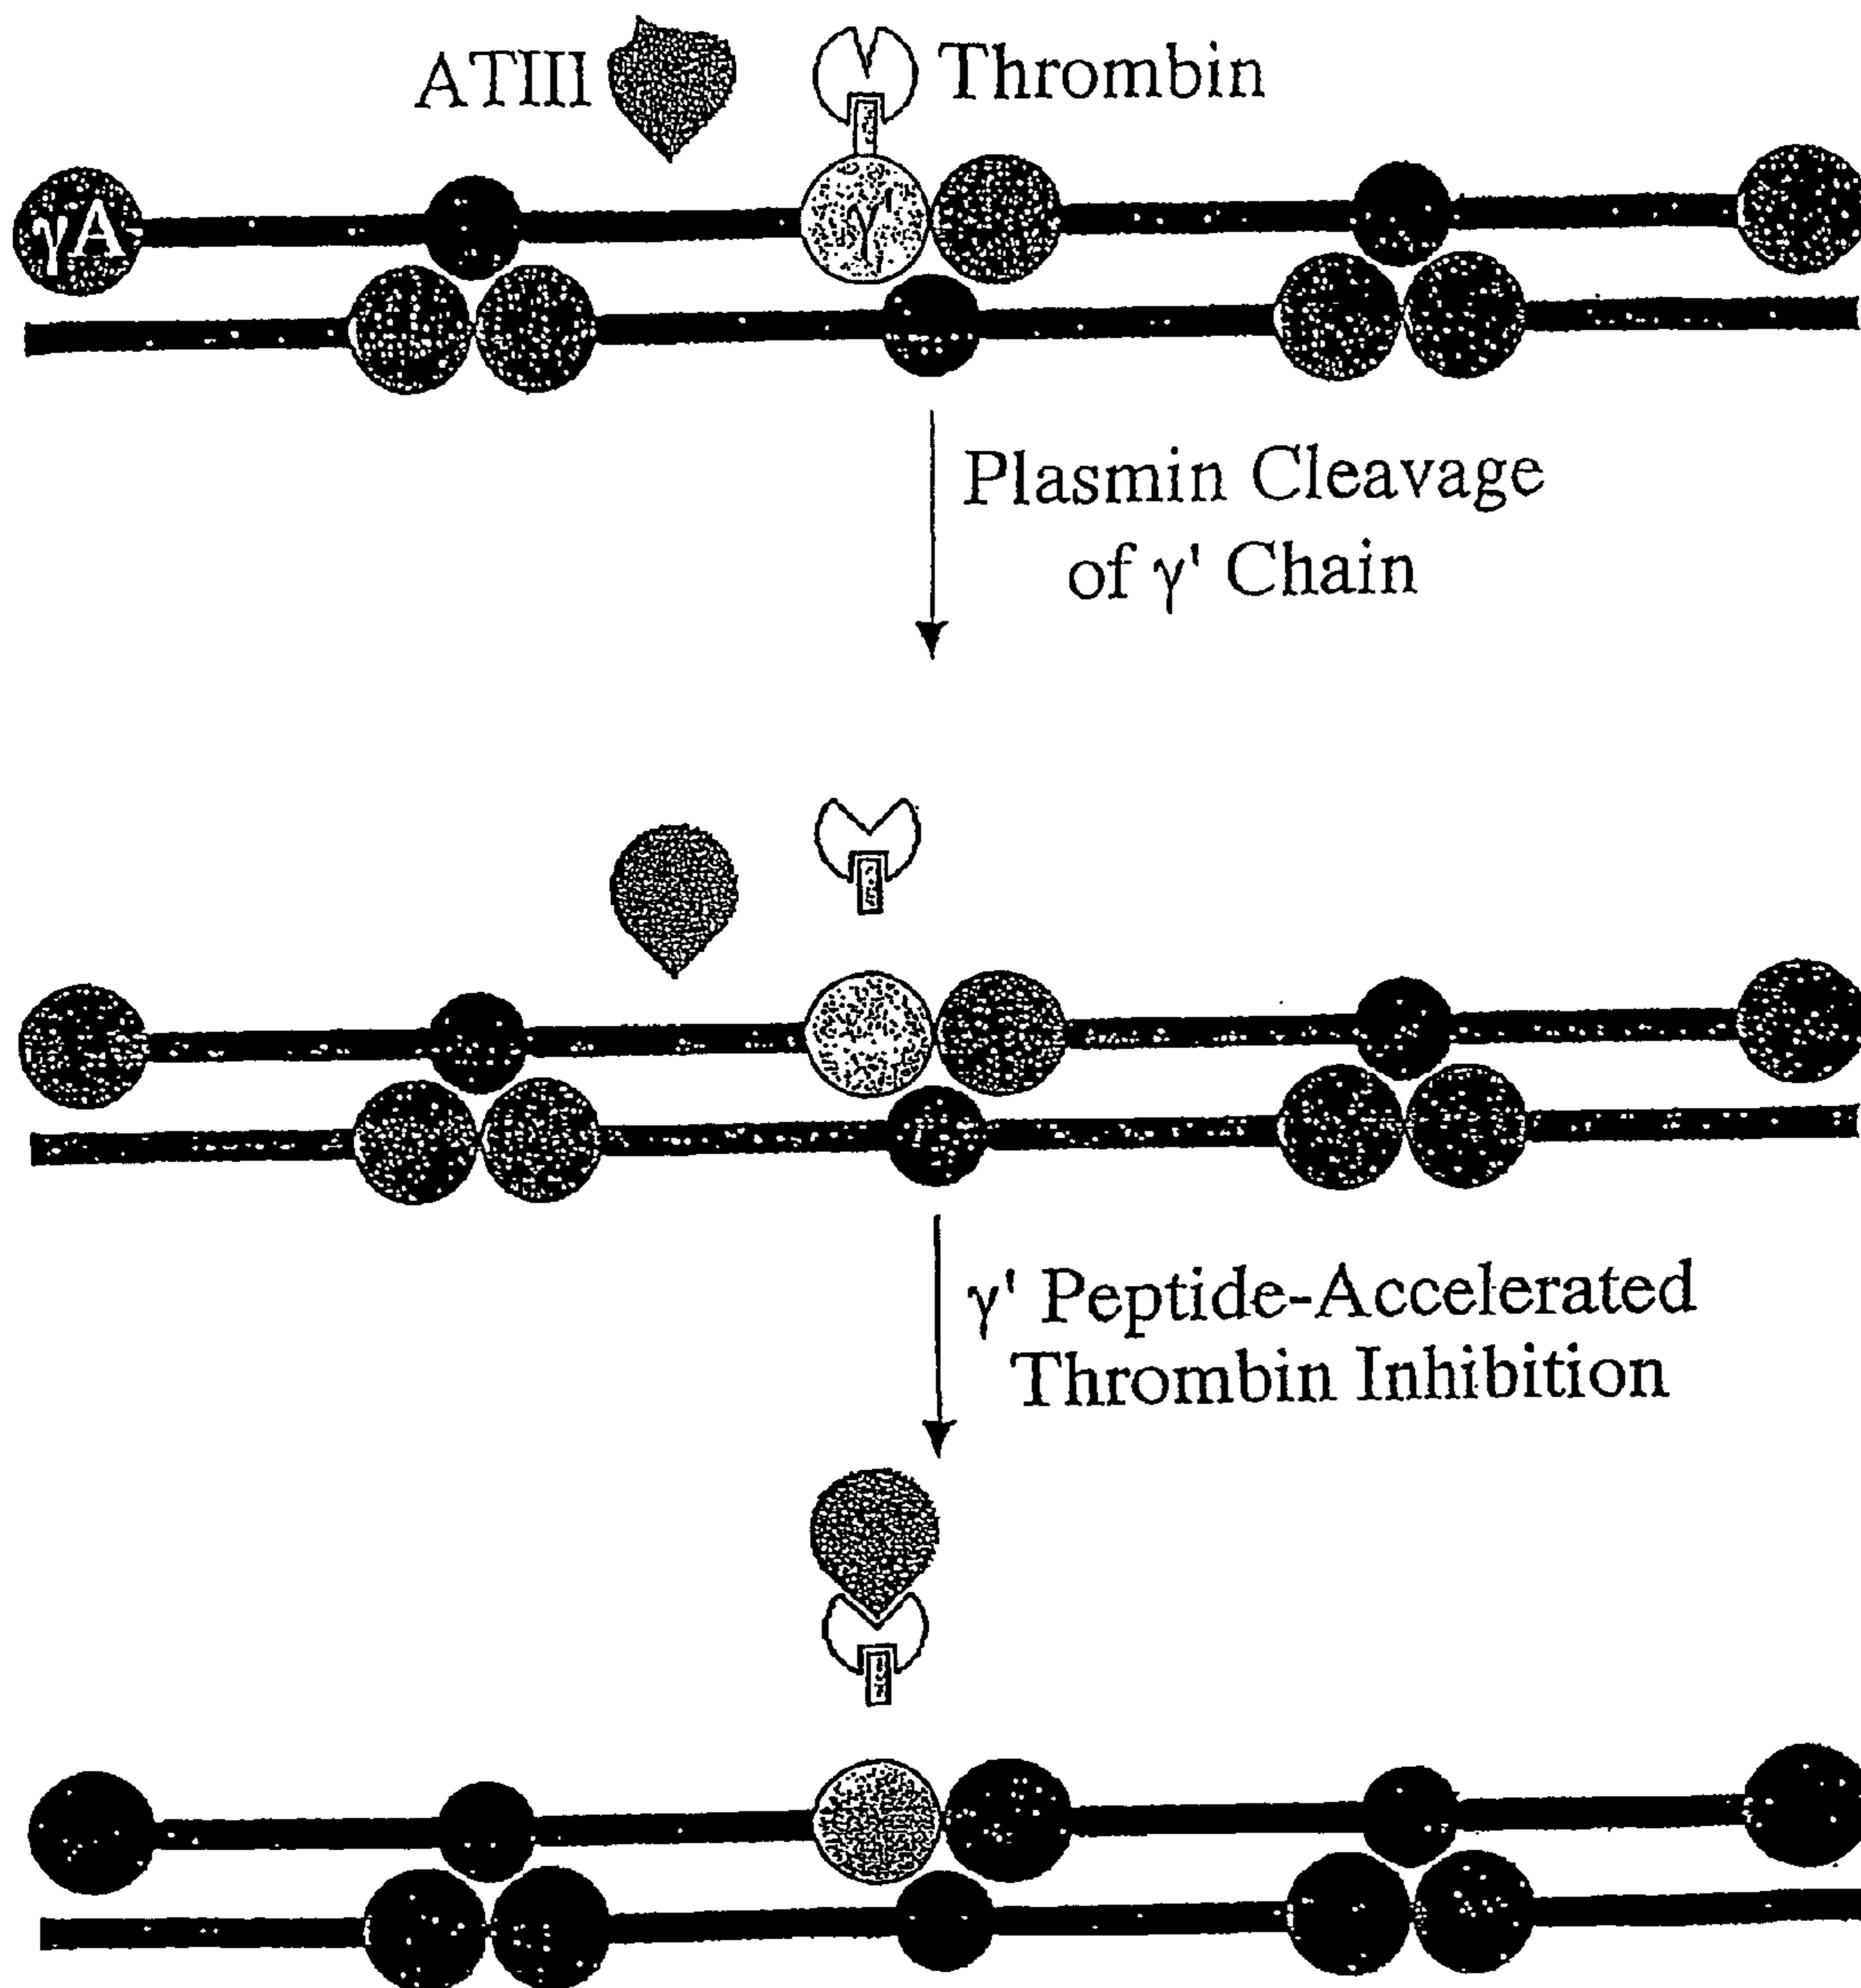 ATIII
Thrombin
γA
γ'
Plasmin Cleavage
of γ' Chain
γ' Peptide-Accelerated
Thrombin Inhibition